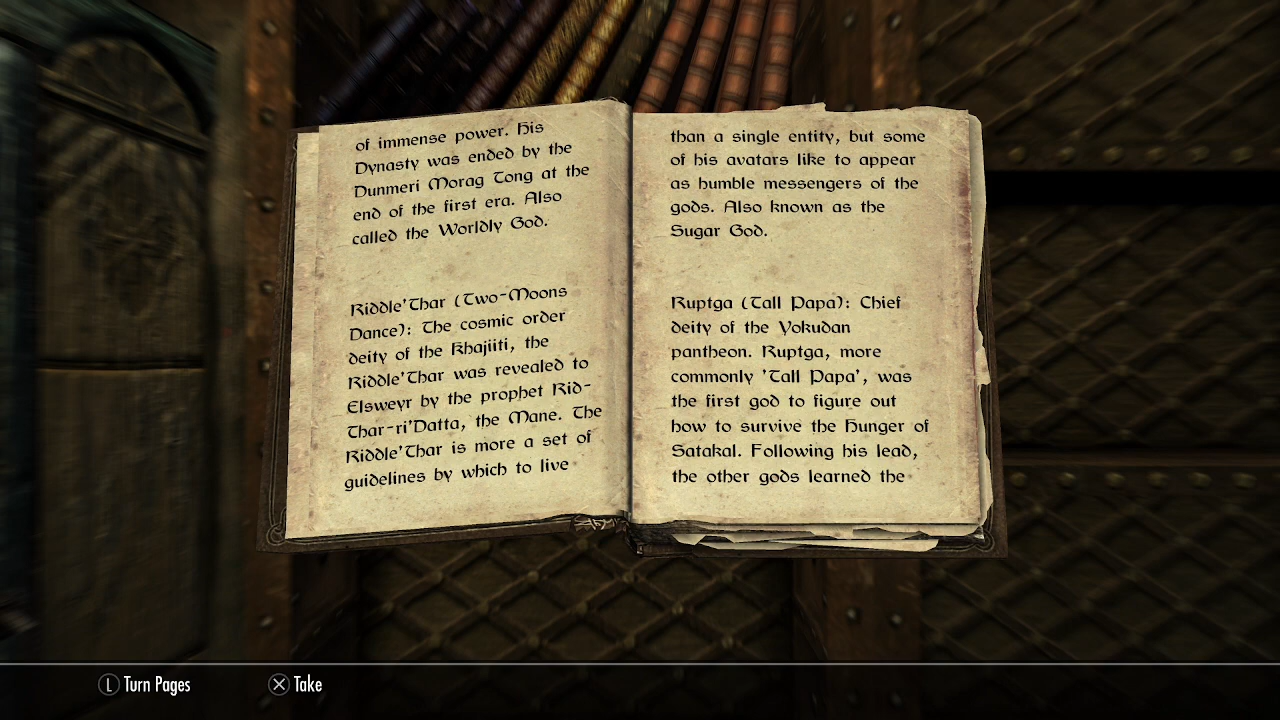 of immense power. His
Dynasty was ended by the
Dunmeri Morag Tong at the
end of the first era. Also
called the Worldly God.
Riddle'Thar (Two-Moons
Dance): The cosmic order
deity of the Khajiiti, the
Riddle'Thar was revealed to
Elsweyr by the prophet Rid-
Thar-ri'Datta, the Mane. The
Riddle'Thar is more a set of
guidelines by which to live
than a single entity, but some
of his avatars like to appear
as humble messengers of the
gods. Also known as the
Sugar God.
Ruptga (Tall Papa): Chief
deity of the Yokudan
pantheon. Ruptga, more
commonly 'Tall Papa', was
the first god to figure out
how to survive the Hunger of
Satakal. Following his lead,
the other gods learned the
L Turn Pages
X Take